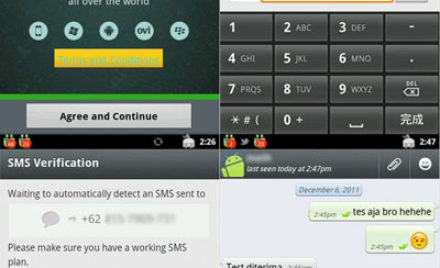 all over the world
ovi
Terms and Conditions
Agree and Continue
1
2 ABC
3 DEF
-
4 GHI
5 JKL
6 MNO
.
7 PQRS
8 TUV
9 WXYZ
DEL
* # (
0 +
完成
2:26
SMS Verification
Waiting to automatically detect an SMS sent to
+62
Please make sure you have a working SMS
plan.
2:47
last seen today at 2:47pm
December 6, 2011
2:45pm
tes aja bro hehehe
2:45pm
Test diterima